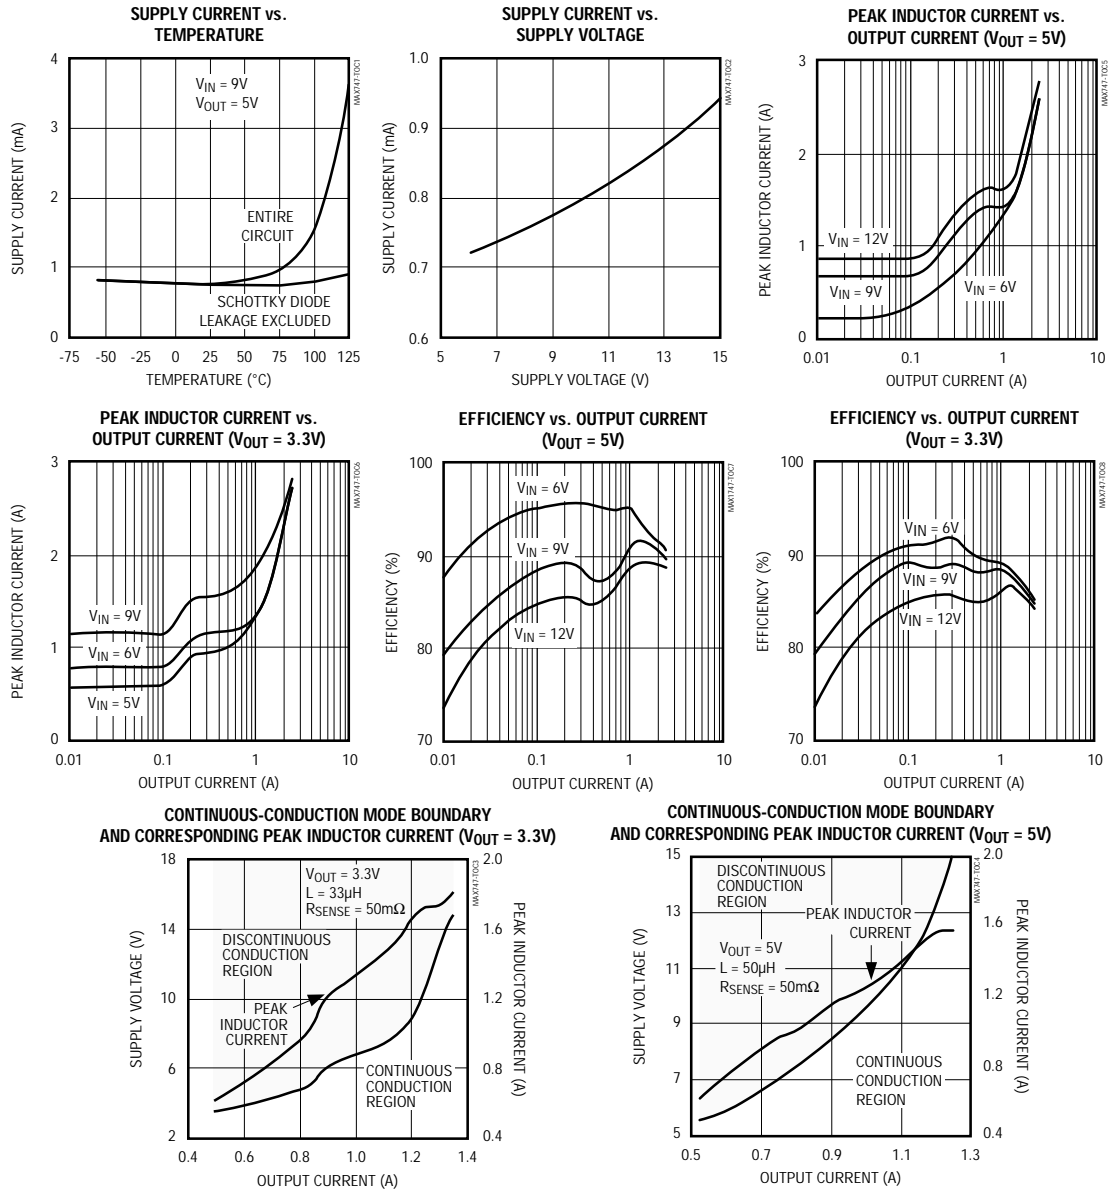 SUPPLY CURRENT vs.
TEMPERATURE
4
3
2
1
0
SUPPLY CURRENT (mA)
VIN = 9V
VOUT = 5V
ENTIRE
CIRCUIT
SCHOTTKY DIODE
LEAKAGE EXCLUDED
MAX747-TOC1
-75 -50 -25 0 25 50 75 100 125
TEMPERATURE (°C)
SUPPLY CURRENT vs.
SUPPLY VOLTAGE
1.0
0.9
0.8
0.7
0.6
SUPPLY CURRENT (mA)
MAX747-TOC2
5 7 9 11 13 15
SUPPLY VOLTAGE (V)
PEAK INDUCTOR CURRENT vs.
OUTPUT CURRENT (VOUT = 5V)
3
2
1
0
PEAK INDUCTOR CURRENT (A)
VIN = 12V
VIN = 9V
VIN = 6V
MAX747-TOC5
0.01 0.1 1 10
OUTPUT CURRENT (A)
PEAK INDUCTOR CURRENT vs.
OUTPUT CURRENT (VOUT = 3.3V)
3
2
1
0
PEAK INDUCTOR CURRENT (A)
VIN = 9V
VIN = 6V
VIN = 5V
MAX747-TOC6
0.01 0.1 1 10
OUTPUT CURRENT (A)
EFFICIENCY vs. OUTPUT CURRENT
(VOUT = 5V)
100
90
80
70
EFFICIENCY (%)
VIN = 6V
VIN = 9V
VIN = 12V
MAX1747-TOC7
0.01 0.1 1 10
OUTPUT CURRENT (A)
EFFICIENCY vs. OUTPUT CURRENT
(VOUT = 3.3V)
100
90
80
70
EFFICIENCY (%)
VIN = 6V
VIN = 9V
VIN = 12V
MAX747-TOC8
0.01 0.1 1 10
OUTPUT CURRENT (A)
CONTINUOUS-CONDUCTION MODE BOUNDARY
AND CORRESPONDING PEAK INDUCTOR CURRENT (VOUT = 3.3V)
18
14
10
6
2
SUPPLY VOLTAGE (V)
VOUT = 3.3V
L = 33µH
RSENSE = 50mΩ
DISCONTINUOUS
CONDUCTION
REGION
PEAK
INDUCTOR
CURRENT
CONTINUOUS
CONDUCTION
REGION
2.0
1.6
1.2
0.8
0.4
PEAK INDUCTOR CURRENT (A)
MAX747-TOC3
0.4 0.6 0.8 1.0 1.2 1.4
OUTPUT CURRENT (A)
CONTINUOUS-CONDUCTION MODE BOUNDARY
AND CORRESPONDING PEAK INDUCTOR CURRENT (VOUT = 5V)
15
13
11
9
7
5
SUPPLY VOLTAGE (V)
DISCONTINUOUS
CONDUCTION
REGION
PEAK INDUCTOR
CURRENT
VOUT = 5V
L = 50µH
RSENSE = 50mΩ
CONTINUOUS
CONDUCTION
REGION
2.0
1.6
1.2
0.8
0.4
PEAK INDUCTOR CURRENT (A)
MAX747-TOC4
0.5 0.7 0.9 1.1 1.3
OUTPUT CURRENT (A)